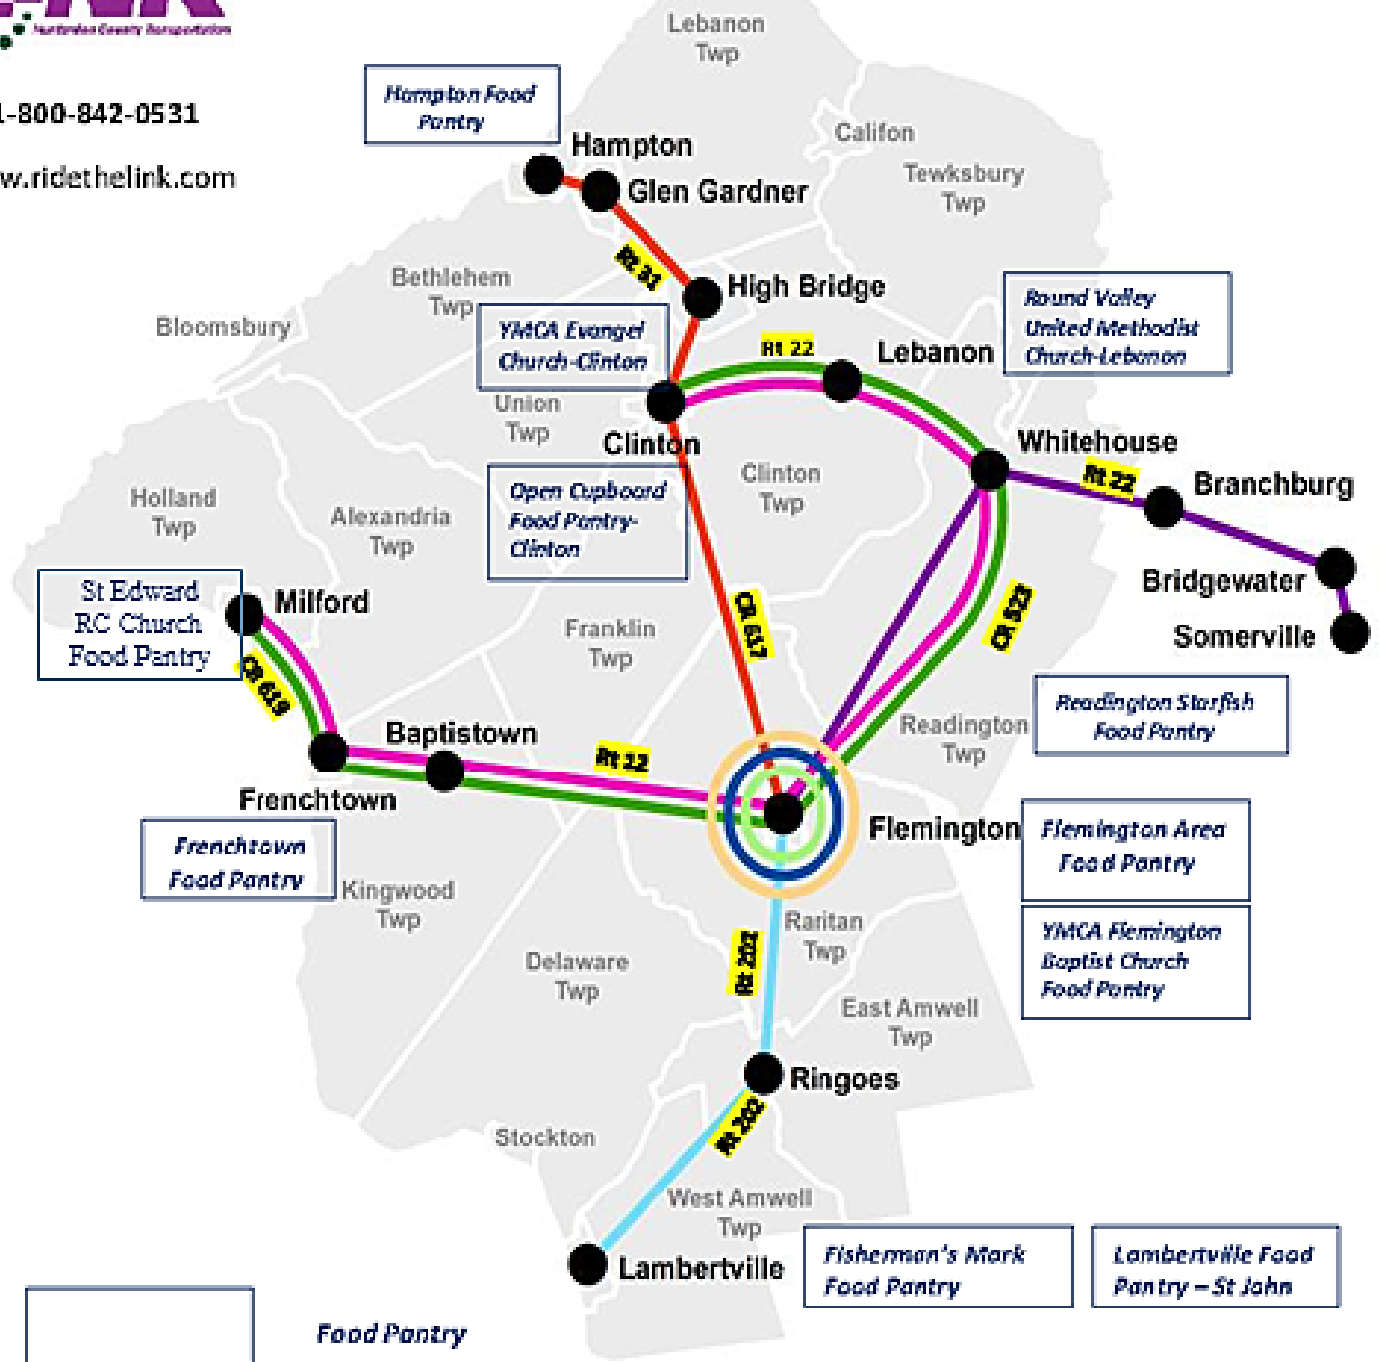 Hunterdon County Transportation
1-800-842-0531
w.ridethelink.com
Lebanon
Twp
Hampton Food
Pantry
Califon
Hampton
Tewksbury
Twp
Glen Gardner
Rt 31
Bethlehem
Twp
High Bridge
Round Valley
United Methodist
Church-Lebanon
Bloomsbury
YMCA Evangel
Church-Clinton
Rt 22
Lebanon
Union
Twp
Clinton
Whitehouse
Clinton
Twp
Rt 22
Branchburg
Holland
Twp
Open Cupboard
Food Pantry-
Clinton
Alexandria
Twp
Bridgewater
St Edward
RC Church
Food Pantry
Milford
CR 617
CR 523
Franklin
Twp
Somerville
CR 619
Readington Starfish
Food Pantry
Baptistown
Rt 12
Readington
Twp
Frenchtown
Flemington
Flemington Area
Food Pantry
Frenchtown
Food Pantry
Kingwood
Twp
Raritan
Twp
YMCA Flemington
Baptist Church
Food Pantry
Rt 202
Delaware
Twp
East Amwell
Twp
Ringoes
Rt 202
Stockton
West Amwell
Twp
Lambertville
Fisherman's Mark
Food Pantry
Lambertville Food
Pantry – St John
Food Pantry